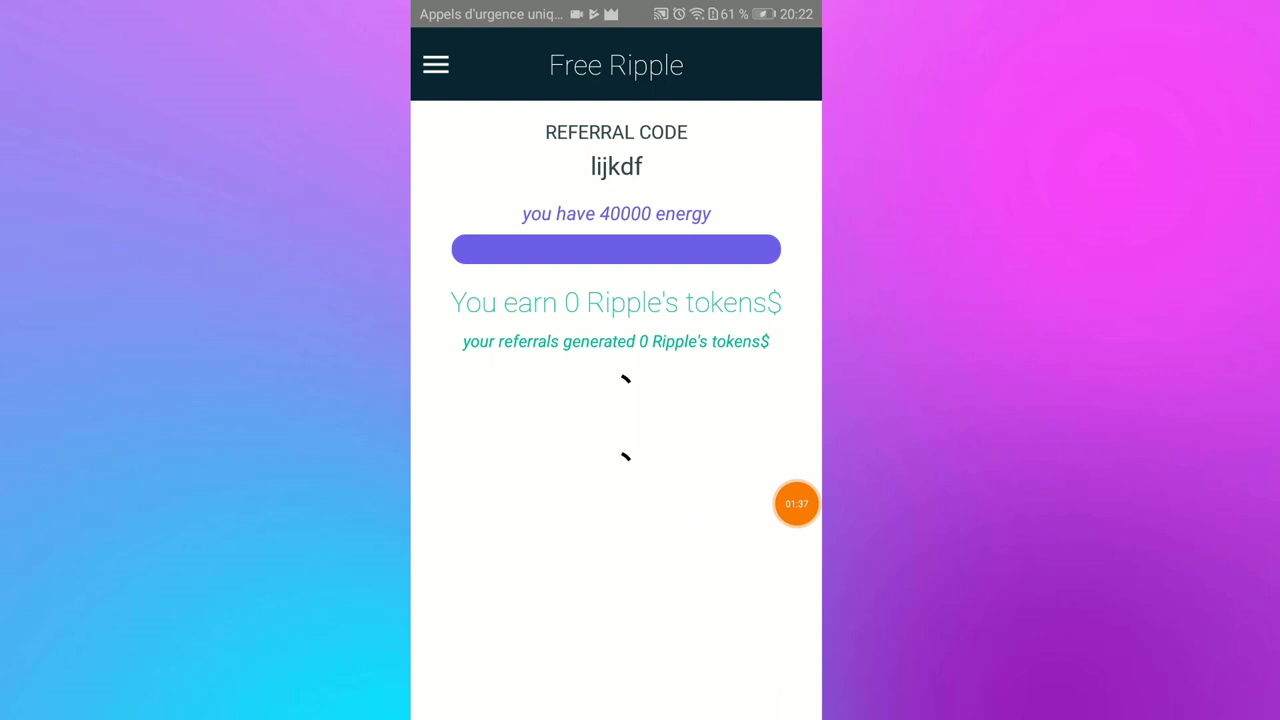 Appels d'urgence uniq... 61 % 20:22
Free Ripple
REFERRAL CODE
lijkdf
you have 40000 energy
You earn 0 Ripple's tokens$
your referrals generated 0 Ripple's tokens$
01:37